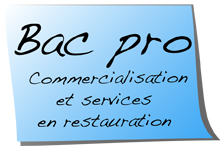 Bac pro
Commercialisation
et services
en restauration